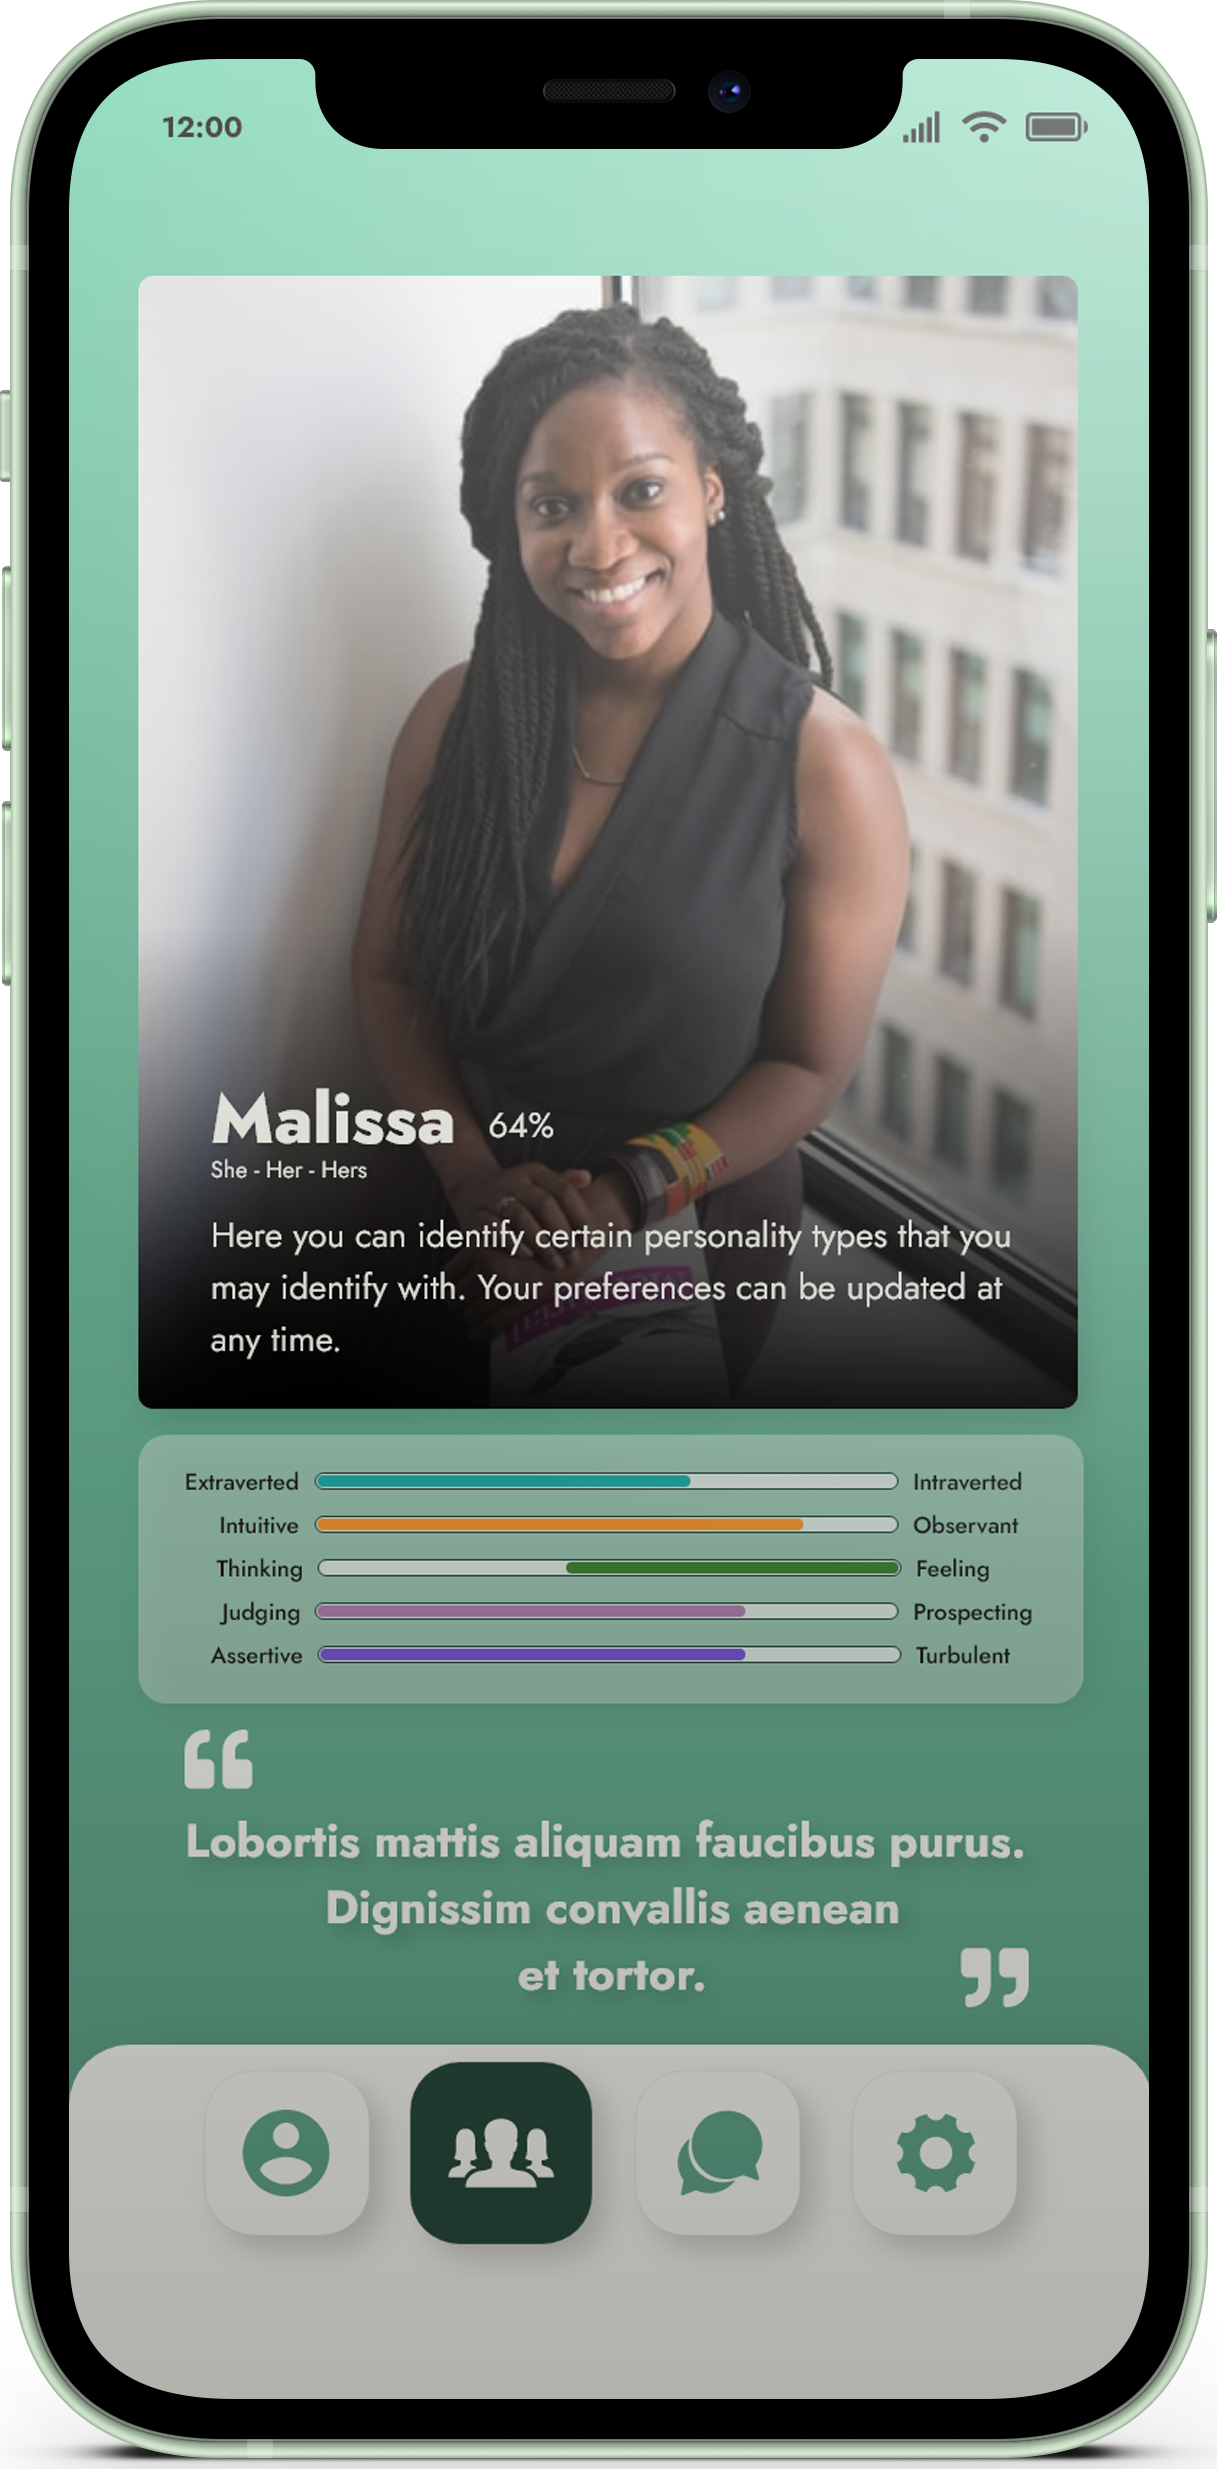 12:00
Malissa 64%
She - Her - Hers
Here you can identify certain personality types that you
may identify with. Your preferences can be updated at
any time.
Extraverted Intraverted
Intuitive Observant
Thinking Feeling
Judging Prospecting
Assertive Turbulent
“
Lobortis mattis aliquam faucibus purus.
Dignissim convallis aenean
et tortor.
”